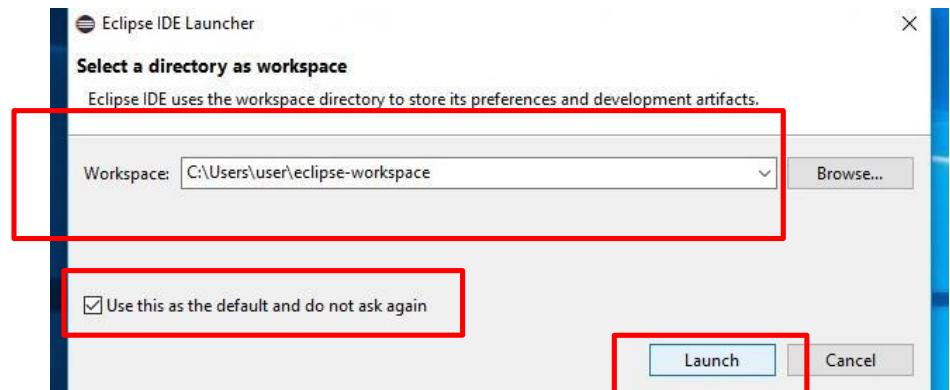 Eclipse IDE Launcher
Select a directory as workspace
Eclipse IDE uses the workspace directory to store its preferences and development artifacts.
Workspace: C:\Users\user\eclipse-workspace Browse...
Use this as the default and do not ask again
Launch Cancel